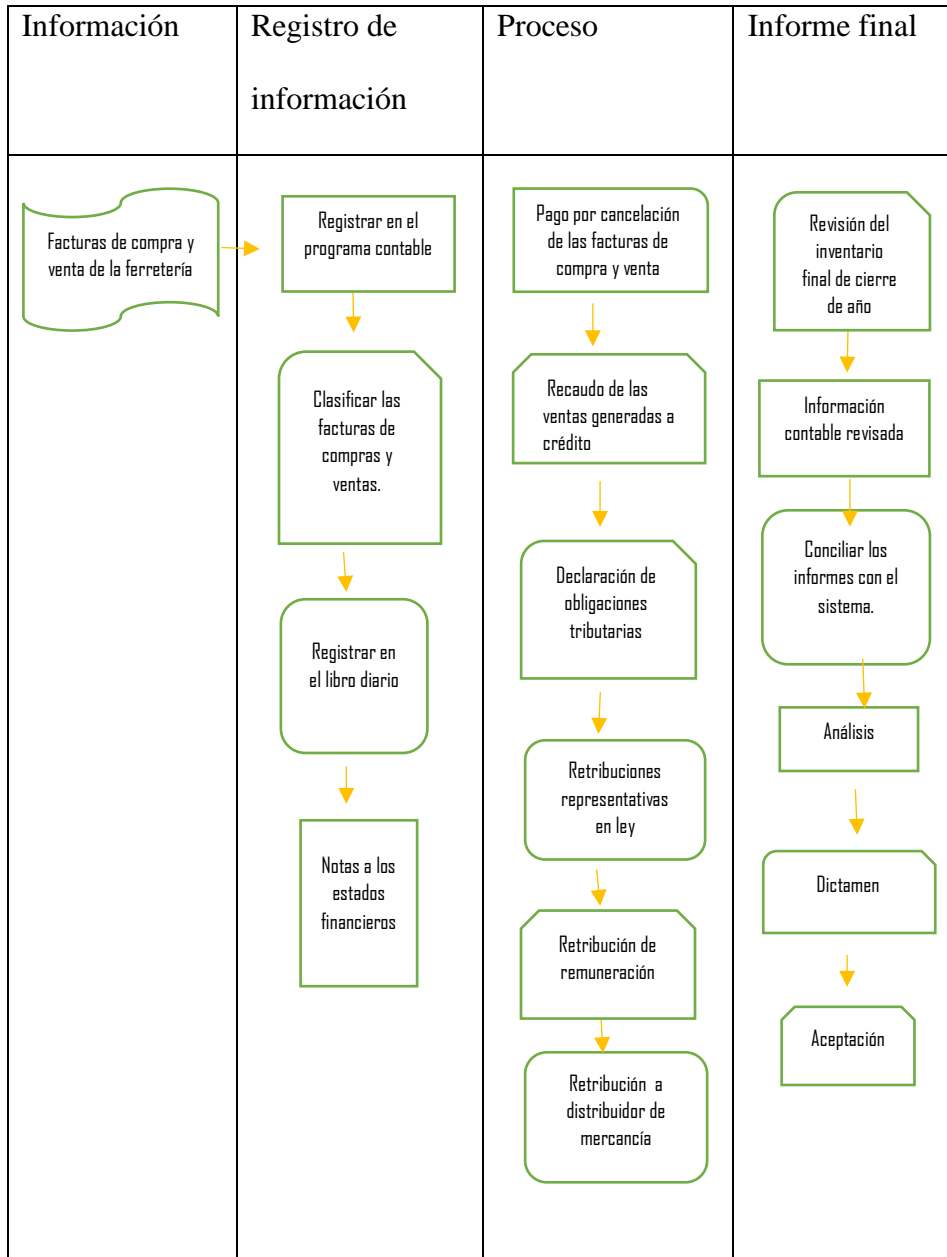 Información
Registro de
información
Proceso
Informe final
Facturas de compra y
venta de la ferretería
Registrar en el
programa contable
Clasificar las
facturas de
compras y
ventas.
Registrar en
el libro diario
Notas a los
estados
financieros
Pago por cancelación
de las facturas de
compra y venta
Recaudo de las
ventas generadas a
crédito
Declaración de
obligaciones
tributarias
Retribuciones
representativas
en ley
Retribución de
remuneración
Retribución a
distribuidor de
mercancía
Revisión del
inventario
final de cierre
de año
Información
contable revisada
Conciliar los
informes con el
sistema.
Análisis
Dictamen
Aceptación